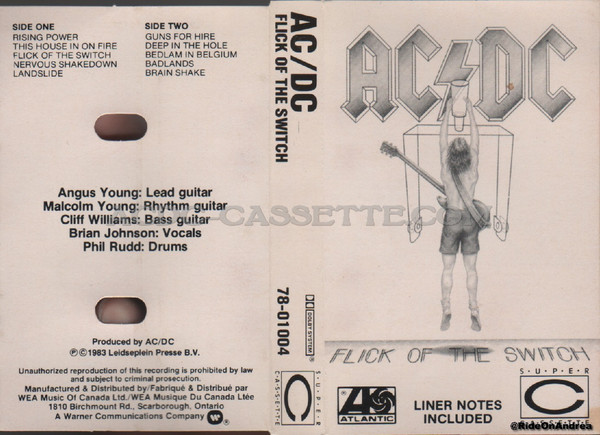 SIDE ONE
RISING POWER
THIS HOUSE IN ON FIRE
FLICK OF THE SWITCH
NERVOUS SHAKEDOWN
LANDSLIDE
SIDE TWO
GUNS FOR HIRE
DEEP IN THE HOLE
BEDLAM IN BELGIUM
BADLANDS
BRAIN SHAKE
Angus Young: Lead guitar
Malcolm Young: Rhythm guitar
Cliff Williams: Bass guitar
Brian Johnson: Vocals
Phil Rudd: Drums
Produced by AC/DC
℗©1983 Leidseplein Presse B.V.
Unauthorized reproduction of this recording is prohibited by law
and subject to criminal prosecution.
Manufactured & Distributed by/Fabriqué & Distribué par
WEA Music Of Canada Ltd./WEA Musique Du Canada Ltée
1810 Birchmount Rd., Scarborough, Ontario
A Warner Communications Company
AC/DC
FLICK OF THE SWITCH
78-01004
DOLBY SYSTEM
SUPER
CASSETTE
AC DC
FLICK OF THE SWITCH
ATLANTIC
LINER NOTES
INCLUDED
SUPER
C
@RideOnAndrea